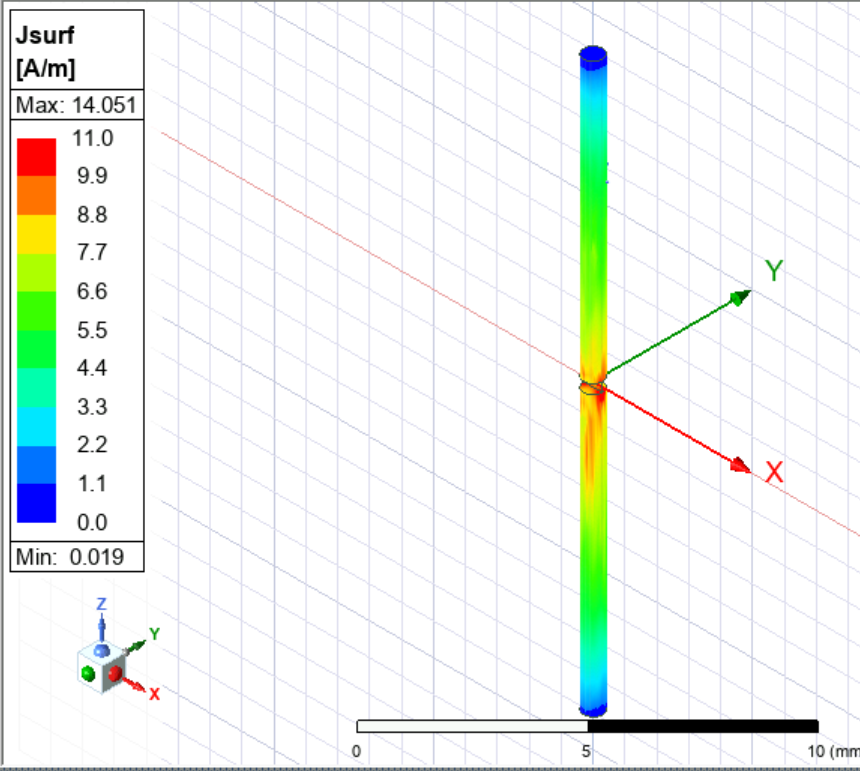 Jsurf
[A/m]
Max: 14.051
11.0
9.9
8.8
7.7
6.6
5.5
4.4
3.3
2.2
1.1
0.0
Min: 0.019
Y
X
Z
Y
X
0 5 10 (mm